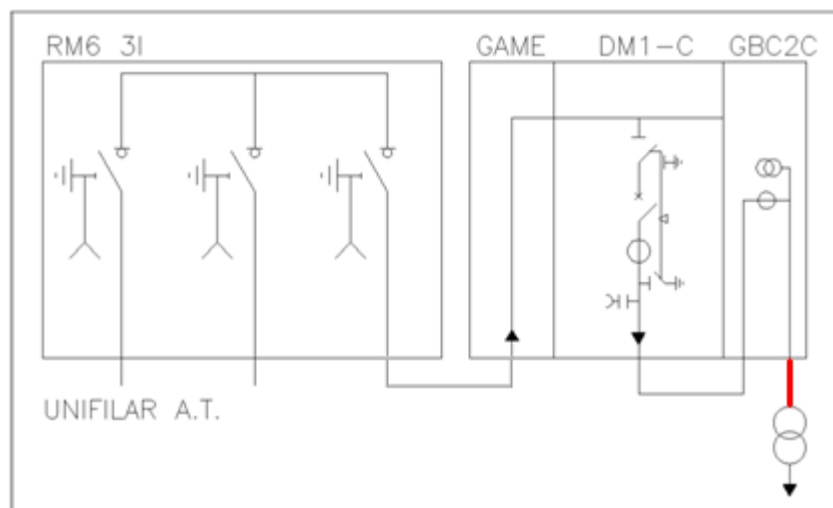 RM6 3I
GAME
DM1-C
GBC2C
UNIFILAR A.T.